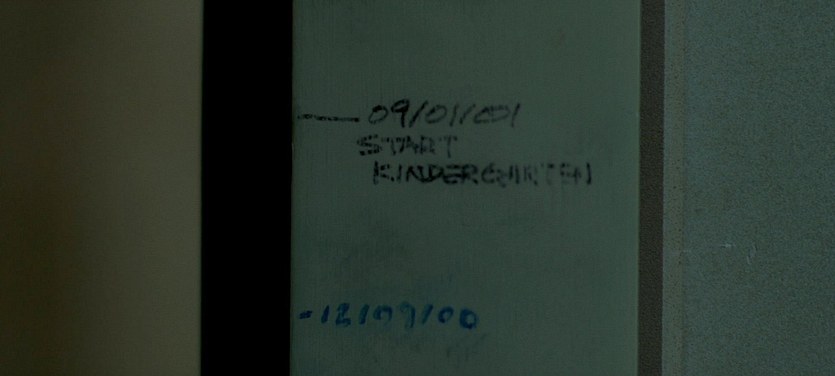 09/01/001
START
KINDERGARTEN
-12/09/00